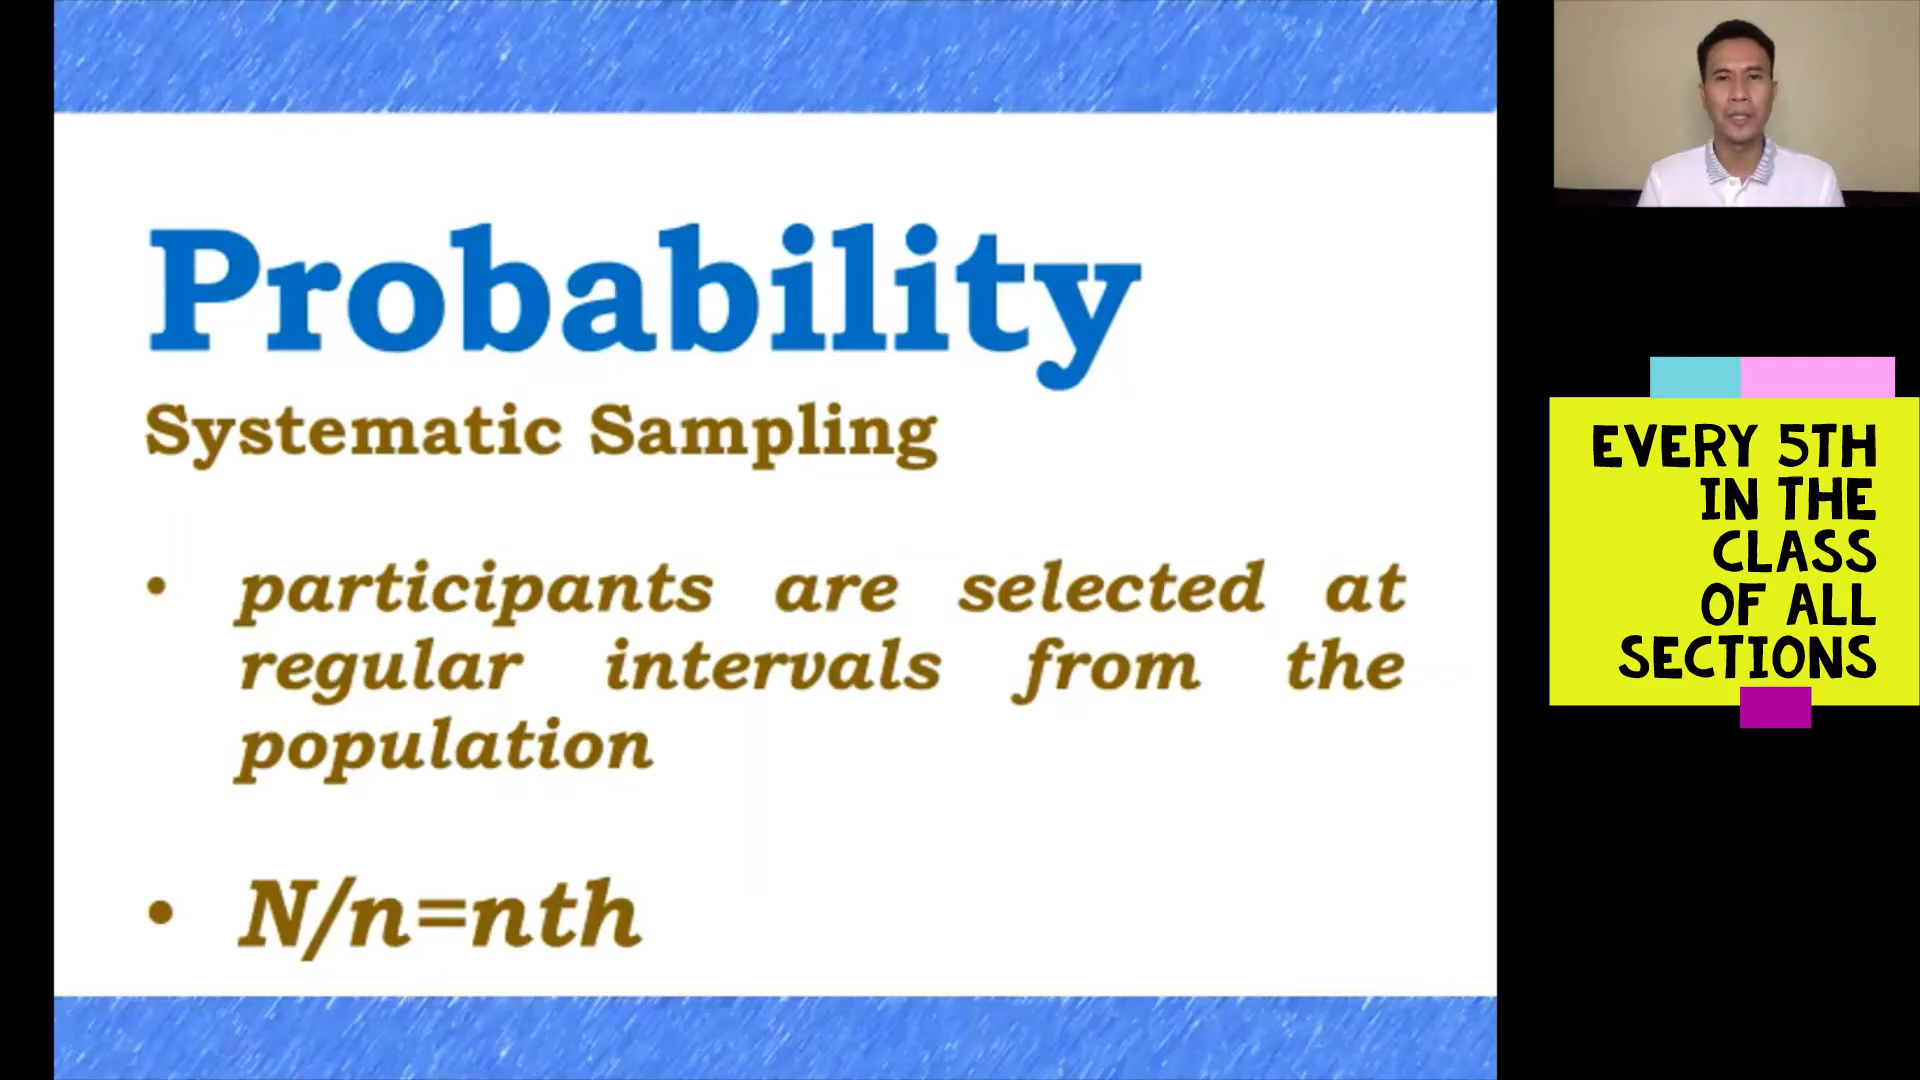 Probability
Systematic Sampling
• participants are selected at
regular intervals from the
population
• N/n=nth
EVERY 5TH
IN THE
CLASS
OF ALL
SECTIONS